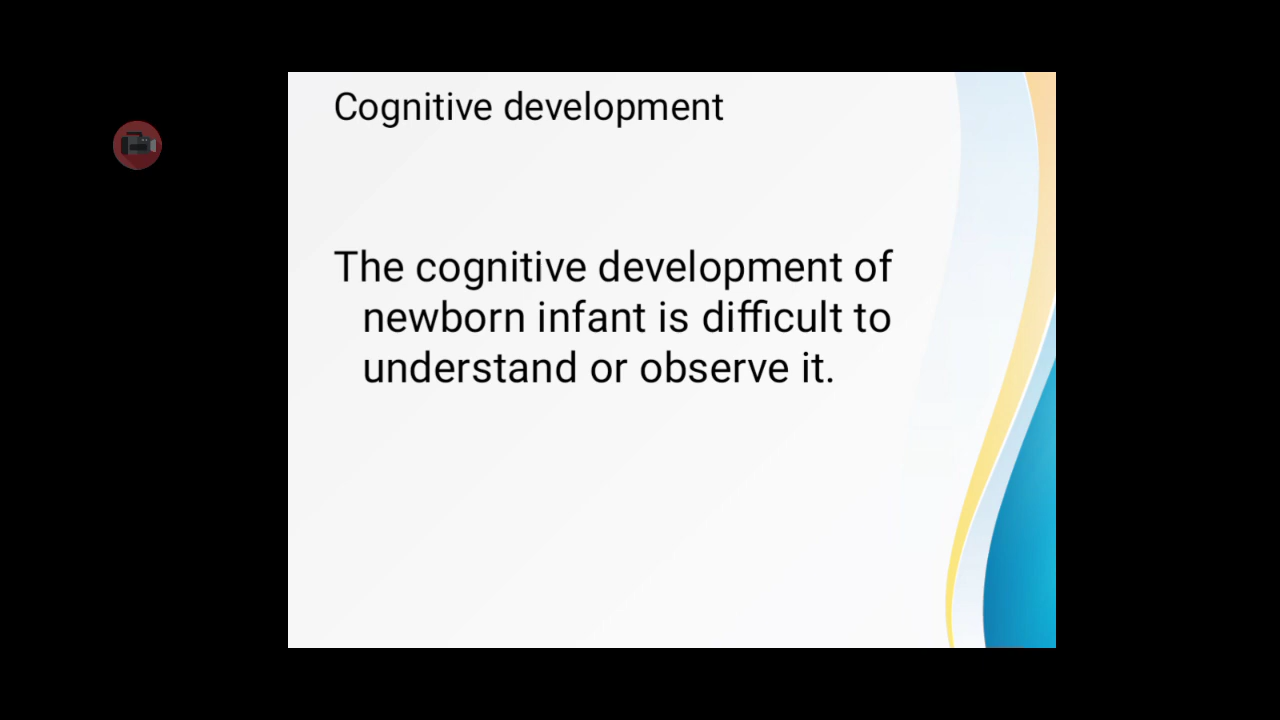 Cognitive development
The cognitive development of
newborn infant is difficult to
understand or observe it.